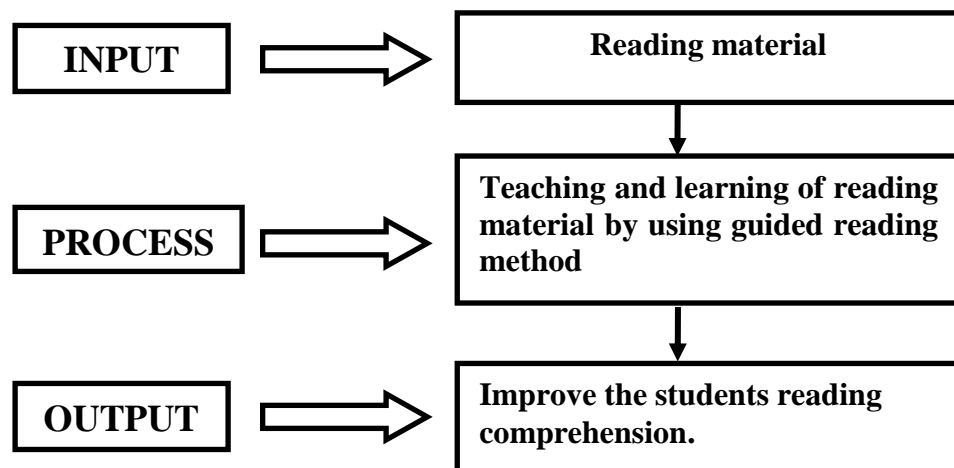 INPUT
Reading material
PROCESS
Teaching and learning of reading
material by using guided reading
method
OUTPUT
Improve the students reading
comprehension.